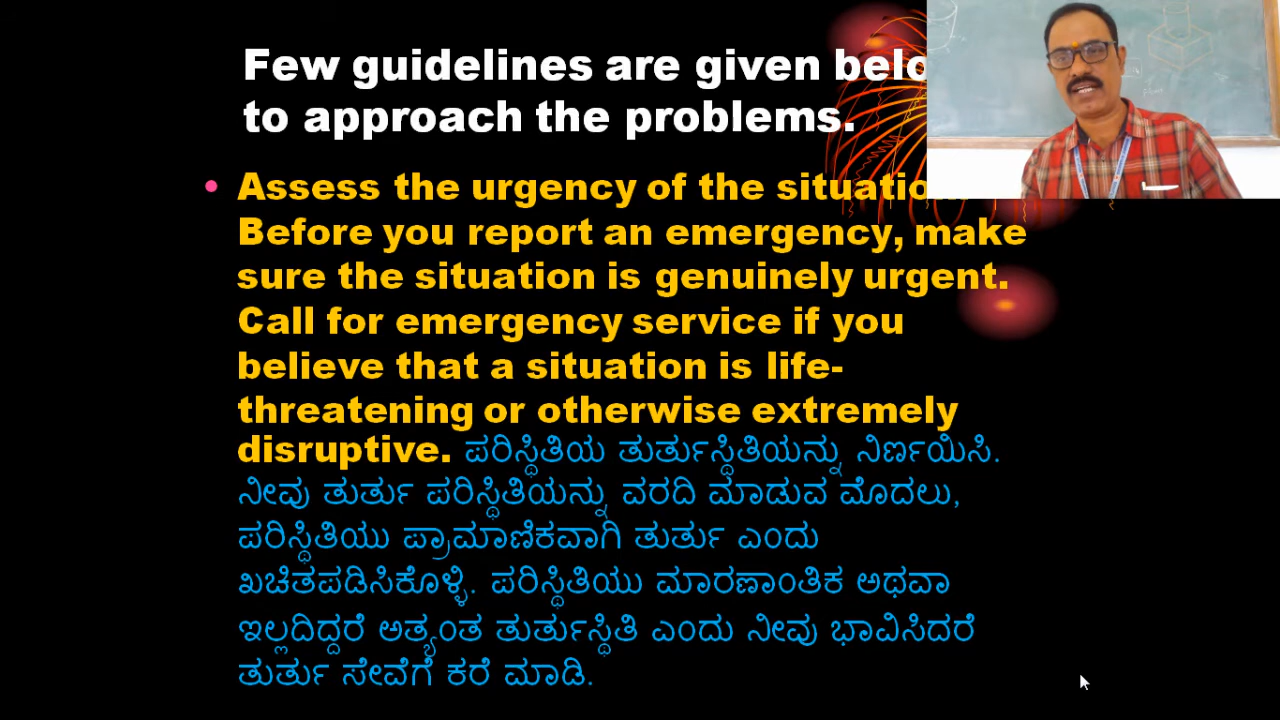 Few guidelines are given belo
to approach the problems.
• Assess the urgency of the situatio
Before you report an emergency, make
sure the situation is genuinely urgent.
Call for emergency service if you
believe that a situation is life-
threatening or otherwise extremely
disruptive. ಪರಿಸ್ಥಿತಿಯ ತುರ್ತುಸ್ಥಿತಿಯನ್ನು ನಿರ್ಣಯಿಸಿ.
ನೀವು ತುರ್ತು ಪರಿಸ್ಥಿತಿಯನ್ನು ವರದಿ ಮಾಡುವ ಮೊದಲು,
ಪರಿಸ್ಥಿತಿಯು ಪ್ರಾಮಾಣಿಕವಾಗಿ ತುರ್ತು ಎಂದು
ಖಚಿತಪಡಿಸಿಕೊಳ್ಳಿ. ಪರಿಸ್ಥಿತಿಯು ಮಾರಣಾಂತಿಕ ಅಥವಾ
ಇಲ್ಲದಿದ್ದರೆ ಅತ್ಯಂತ ತುರ್ತುಸ್ಥಿತಿ ಎಂದು ನೀವು ಭಾವಿಸಿದರೆ
ತುರ್ತು ಸೇವೆಗೆ ಕರೆ ಮಾಡಿ.